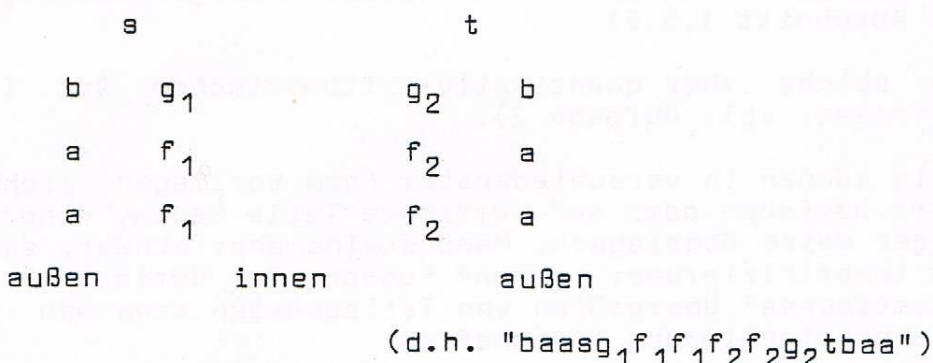 s t
b g₁ g₂ b
a f₁ f₂ a
a f₁ f₂ a
außen innen außen
(d.h. "baasg₁f₁f₁f₂f₂g₂tbaa")